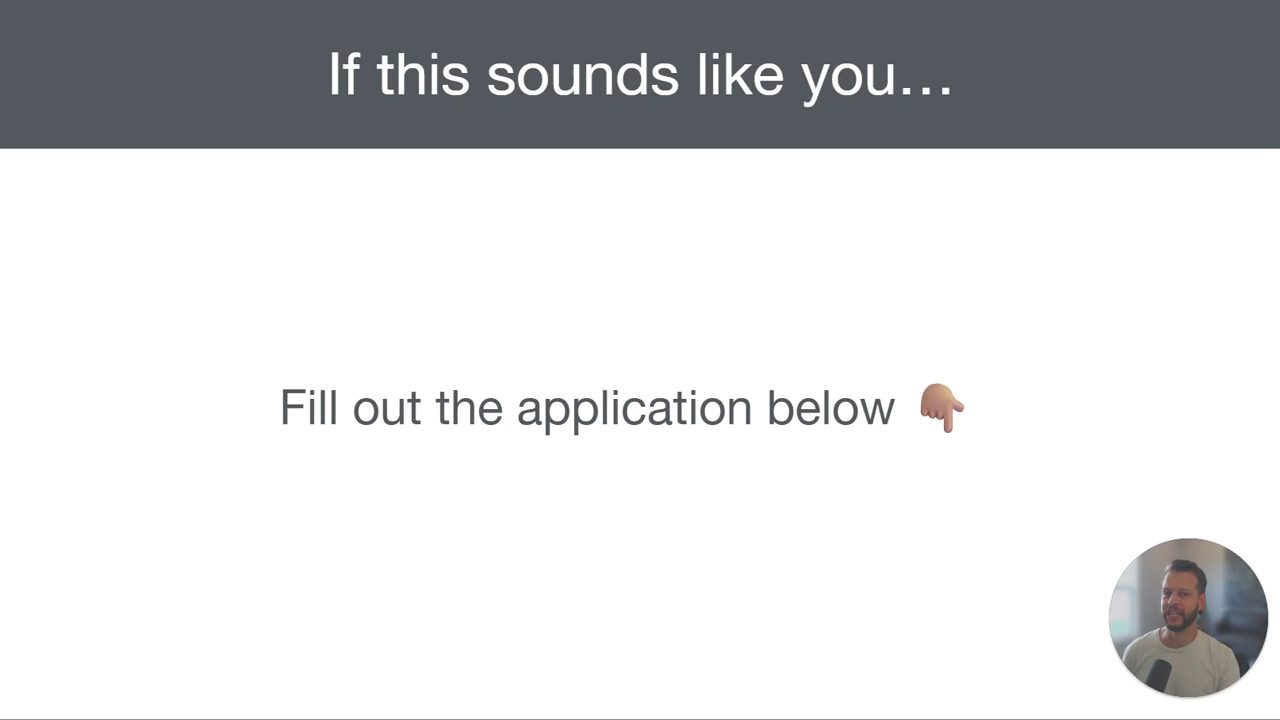 If this sounds like you…
Fill out the application below 👇🏼